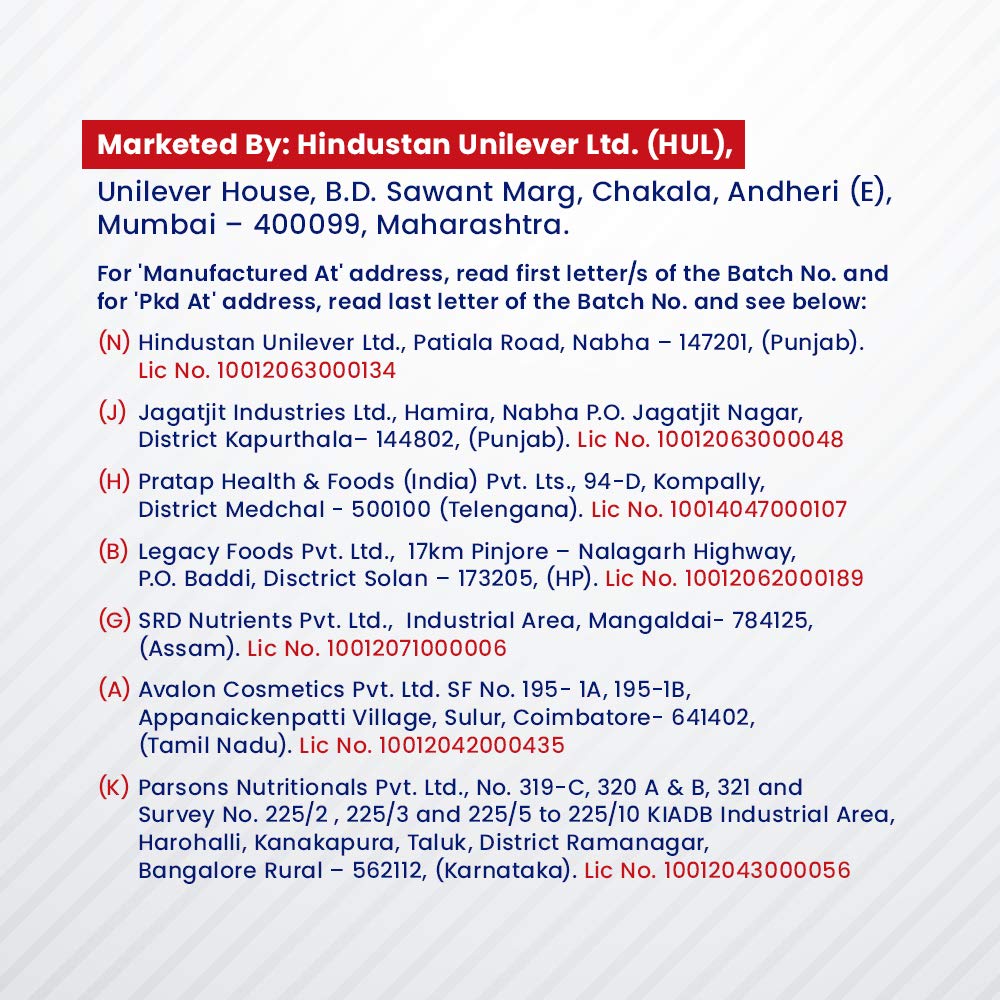 Marketed By: Hindustan Unilever Ltd. (HUL),
Unilever House, B.D. Sawant Marg, Chakala, Andheri (E),
Mumbai – 400099, Maharashtra.
For 'Manufactured At' address, read first letter/s of the Batch No. and
for 'Pkd At' address, read last letter of the Batch No. and see below:
(N) Hindustan Unilever Ltd., Patiala Road, Nabha – 147201, (Punjab).
Lic No. 10012063000134
(J) Jagatjit Industries Ltd., Hamira, Nabha P.O. Jagatjit Nagar,
District Kapurthala– 144802, (Punjab). Lic No. 10012063000048
(H) Pratap Health & Foods (India) Pvt. Lts., 94-D, Kompally,
District Medchal - 500100 (Telengana). Lic No. 10014047000107
(B) Legacy Foods Pvt. Ltd., 17km Pinjore – Nalagarh Highway,
P.O. Baddi, Disctrict Solan – 173205, (HP). Lic No. 10012062000189
(G) SRD Nutrients Pvt. Ltd., Industrial Area, Mangaldai- 784125,
(Assam). Lic No. 10012071000006
(A) Avalon Cosmetics Pvt. Ltd. SF No. 195- 1A, 195-1B,
Appanaickenpatti Village, Sulur, Coimbatore- 641402,
(Tamil Nadu). Lic No. 10012042000435
(K) Parsons Nutritionals Pvt. Ltd., No. 319-C, 320 A & B, 321 and
Survey No. 225/2 , 225/3 and 225/5 to 225/10 KIADB Industrial Area,
Harohalli, Kanakapura, Taluk, District Ramanagar,
Bangalore Rural – 562112, (Karnataka). Lic No. 10012043000056